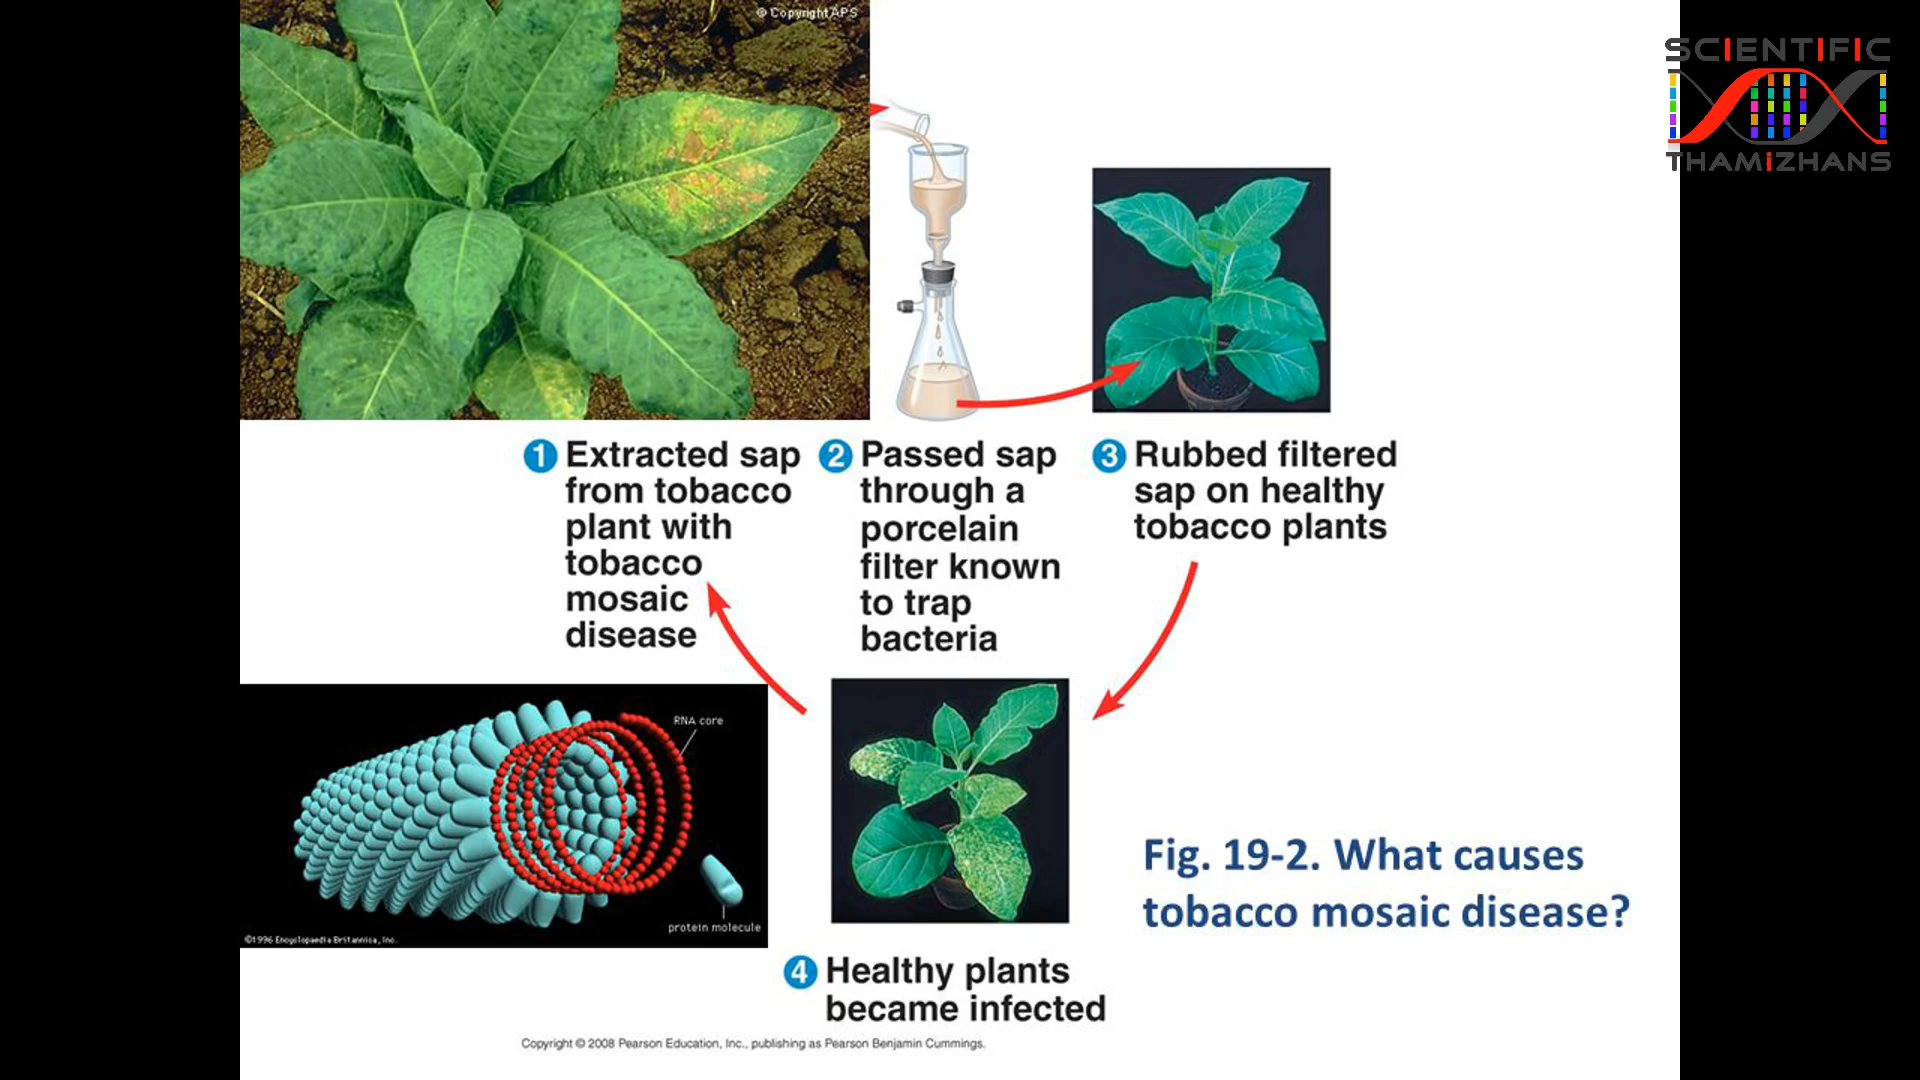 © Copyright APS
SCIENTIFIC
THAMiZHANS
1 Extracted sap
from tobacco
plant with
tobacco
mosaic
disease
2 Passed sap
through a
porcelain
filter known
to trap
bacteria
3 Rubbed filtered
sap on healthy
tobacco plants
RNA core
protein molecule
©1996 Encyclopaedia Britannica, Inc.
Fig. 19-2. What causes
tobacco mosaic disease?
4 Healthy plants
became infected
Copyright © 2008 Pearson Education, Inc., publishing as Pearson Benjamin Cummings.